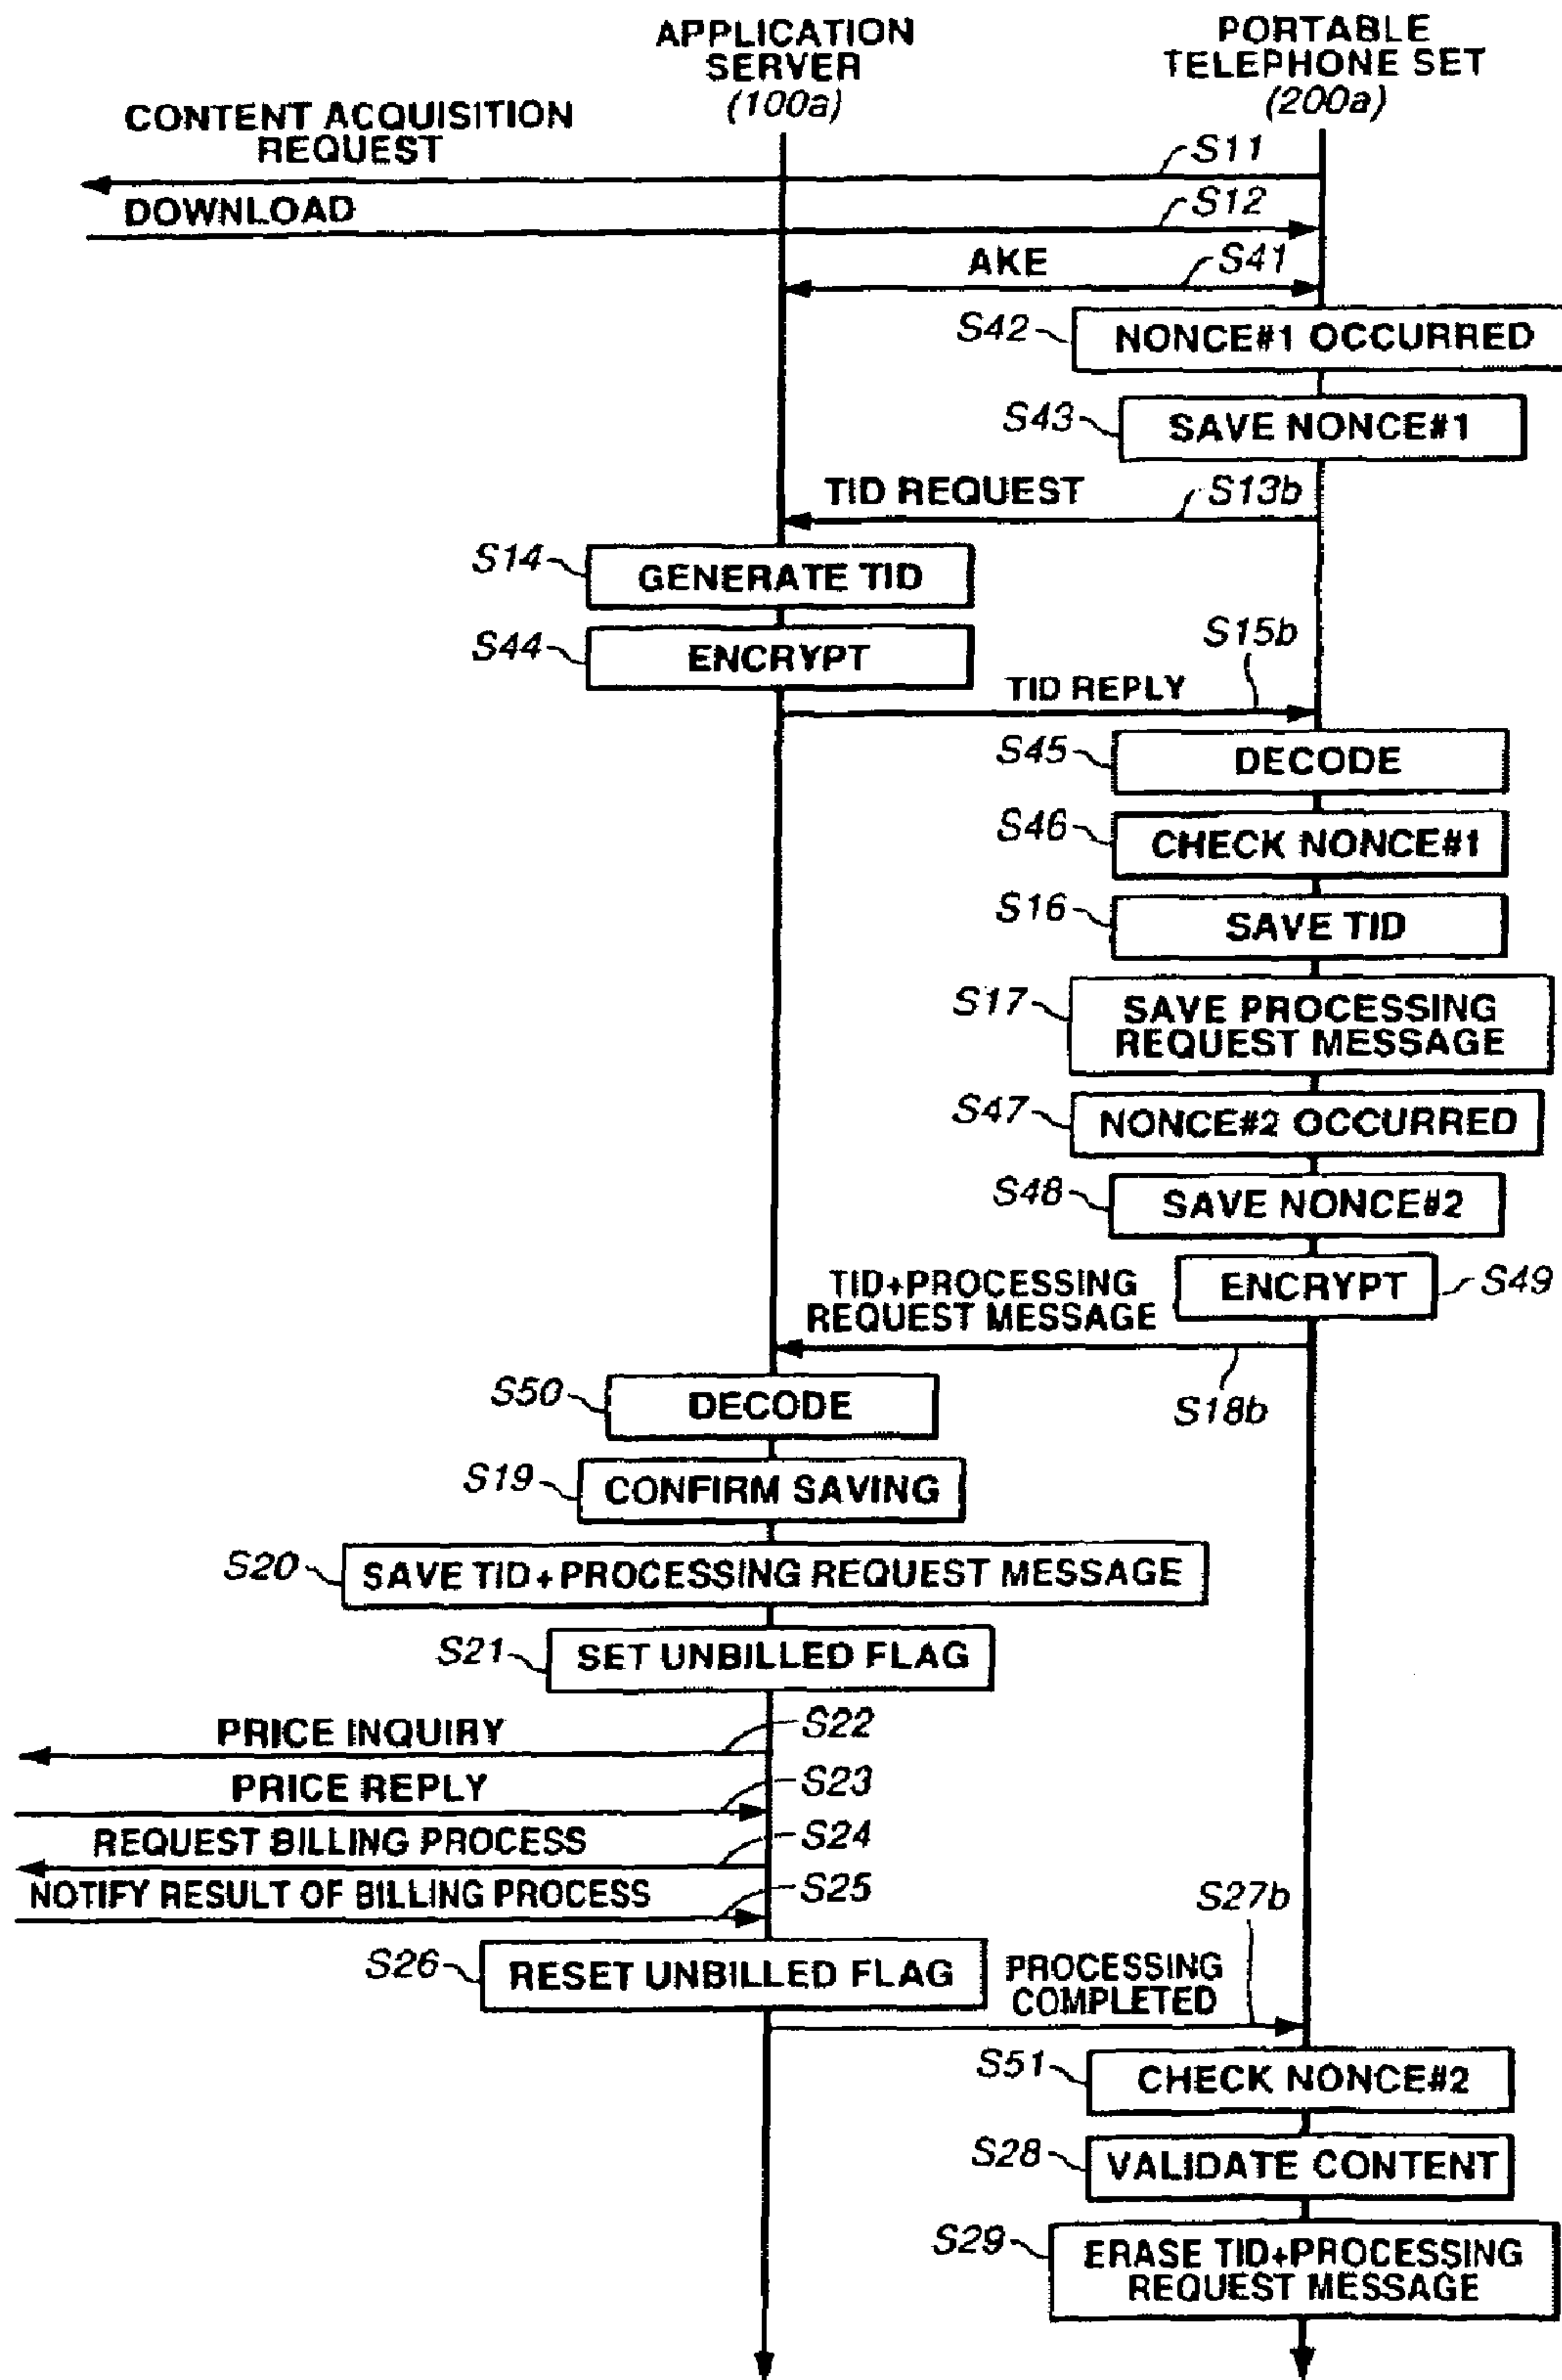 APPLICATION
SERVER
(100a)
PORTABLE
TELEPHONE SET
(200a)
CONTENT ACQUISITION
REQUEST
S11
DOWNLOAD
S12
AKE
S41
S42
NONCE#1 OCCURRED
S43
SAVE NONCE#1
TID REQUEST
S13b
S14
GENERATE TID
S44
ENCRYPT
S15b
TID REPLY
S45
DECODE
S46
CHECK NONCE#1
S16
SAVE TID
S17
SAVE PROCESSING
REQUEST MESSAGE
S47
NONCE#2 OCCURRED
S48
SAVE NONCE#2
TID+PROCESSING
REQUEST MESSAGE
ENCRYPT
S49
S18b
S50
DECODE
S19
CONFIRM SAVING
S20
SAVE TID+PROCESSING REQUEST MESSAGE
S21
SET UNBILLED FLAG
PRICE INQUIRY
S22
PRICE REPLY
S23
REQUEST BILLING PROCESS
S24
NOTIFY RESULT OF BILLING PROCESS
S25
S27b
S26
RESET UNBILLED FLAG
PROCESSING
COMPLETED
S51
CHECK NONCE#2
S28
VALIDATE CONTENT
S29
ERASE TID+PROCESSING
REQUEST MESSAGE